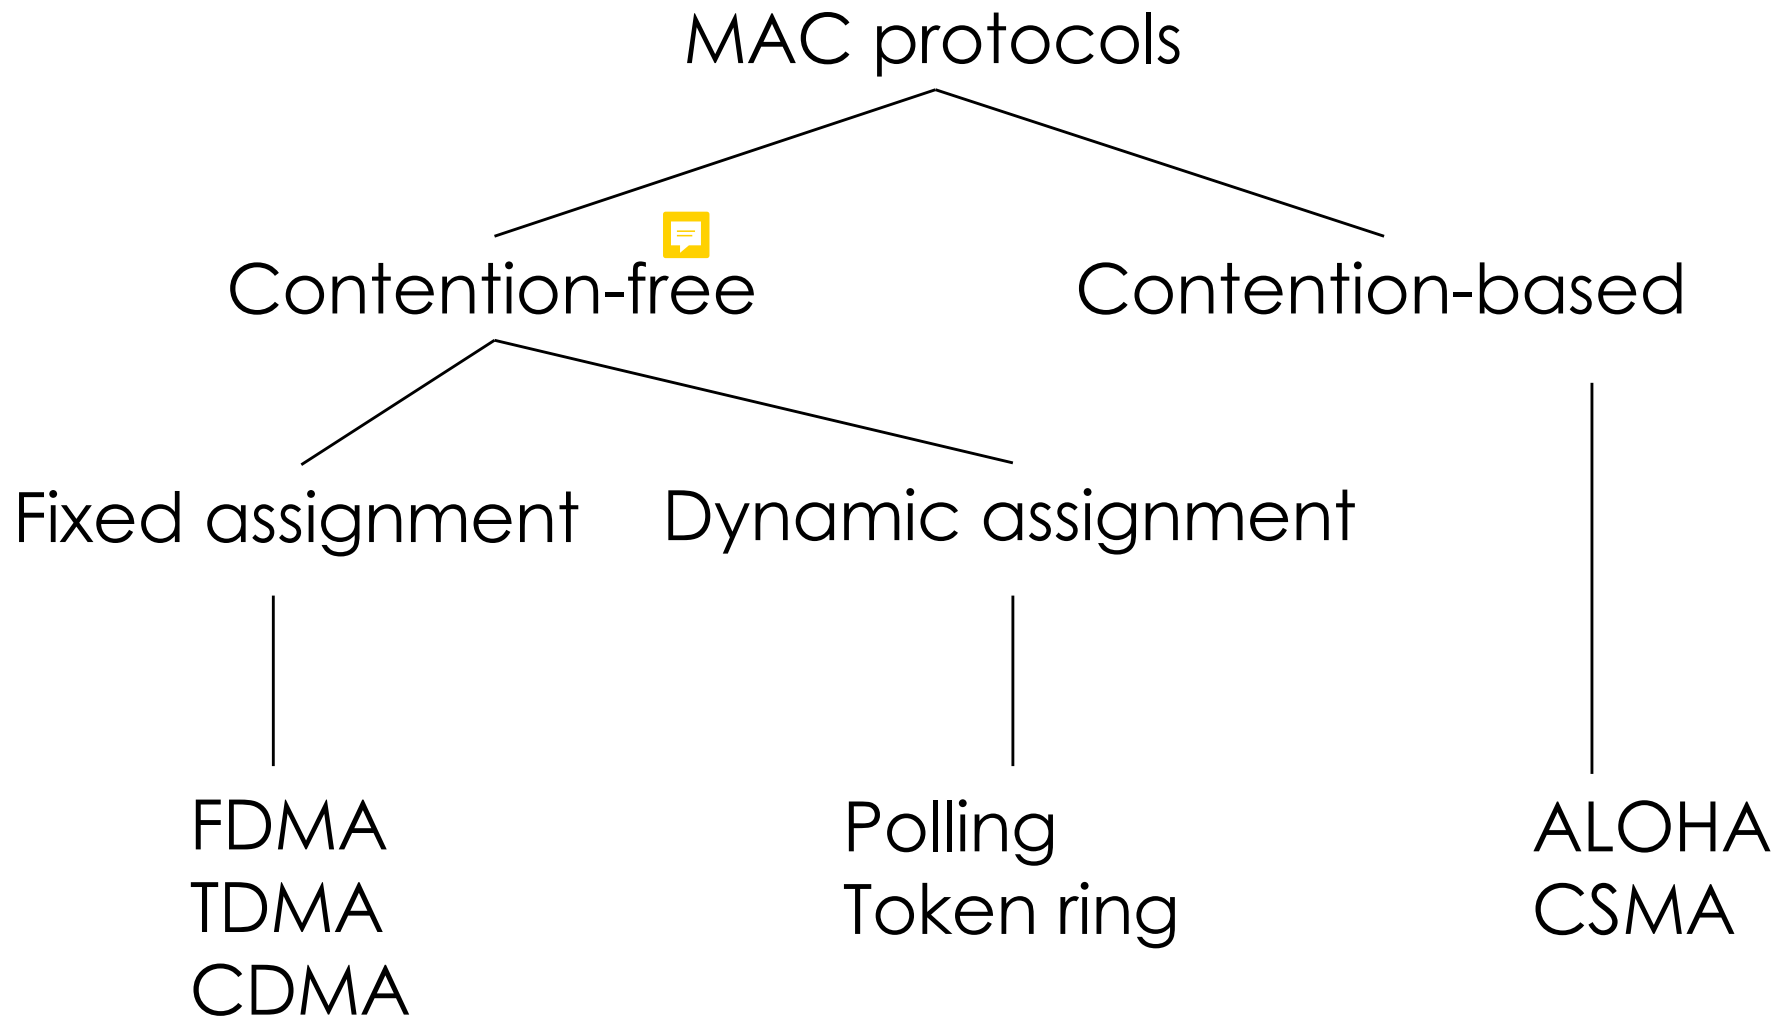 MAC protocols
Contention-free
Contention-based
Fixed assignment
Dynamic assignment
FDMA
TDMA
CDMA
Polling
Token ring
ALOHA
CSMA